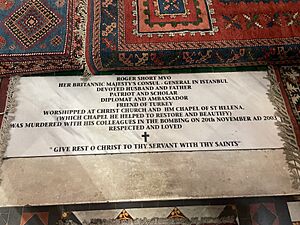 ROGER SHORT MVO
HER BRITANNIC MAJESTY'S CONSUL - GENERAL IN ISTANBUL
DEVOTED HUSBAND AND FATHER
PATRIOT AND SCHOLAR
DIPLOMAT AND AMBASSADOR
FRIEND OF TURKEY
WORSHIPPED AT CHRIST CHURCH AND HM CHAPEL OF ST HELENA,
(WHICH CHAPEL HE HELPED TO RESTORE AND BEAUTIFY)
WAS MURDERED WITH HIS COLLEAGUES IN THE BOMBING ON 20th NOVEMBER AD 2003
RESPECTED AND LOVED
"GIVE REST O CHRIST TO THY SERVANT WITH THY SAINTS"